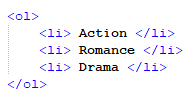 <ol>
<li> Action </li>
<li> Romance </li>
<li> Drama </li>
</ol>